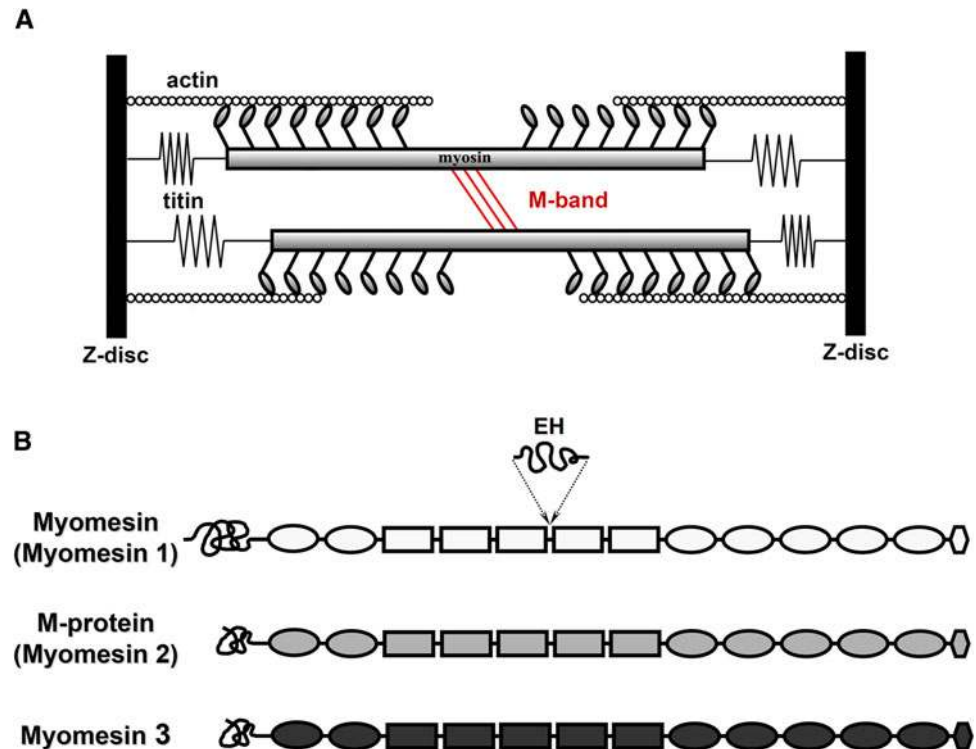 A
actin
myosin
titin
M-band
Z-disc
Z-disc
B
EH
Myomesin
(Myomesin 1)
M-protein
(Myomesin 2)
Myomesin 3